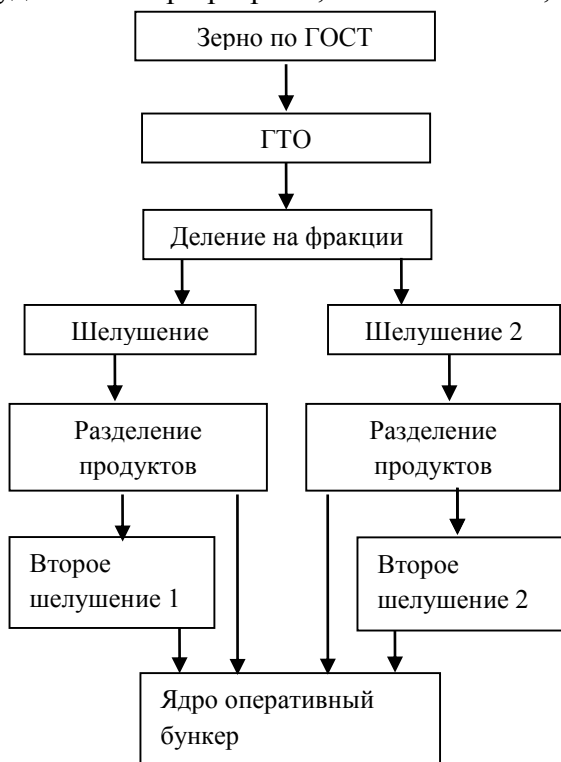 Зерно по ГОСТ
ГТО
Деление на фракции
Шелушение
Шелушение 2
Разделение
продуктов
Разделение
продуктов
Второе
шелушение 1
Второе
шелушение 2
Ядро оперативный
бункер